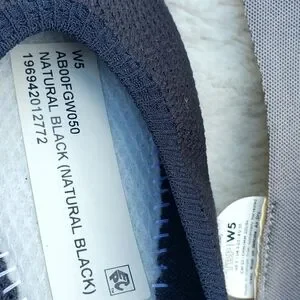 W5
AB00FGW050
NATURAL BLACK (NATURAL BLACK)
196942012772
W5